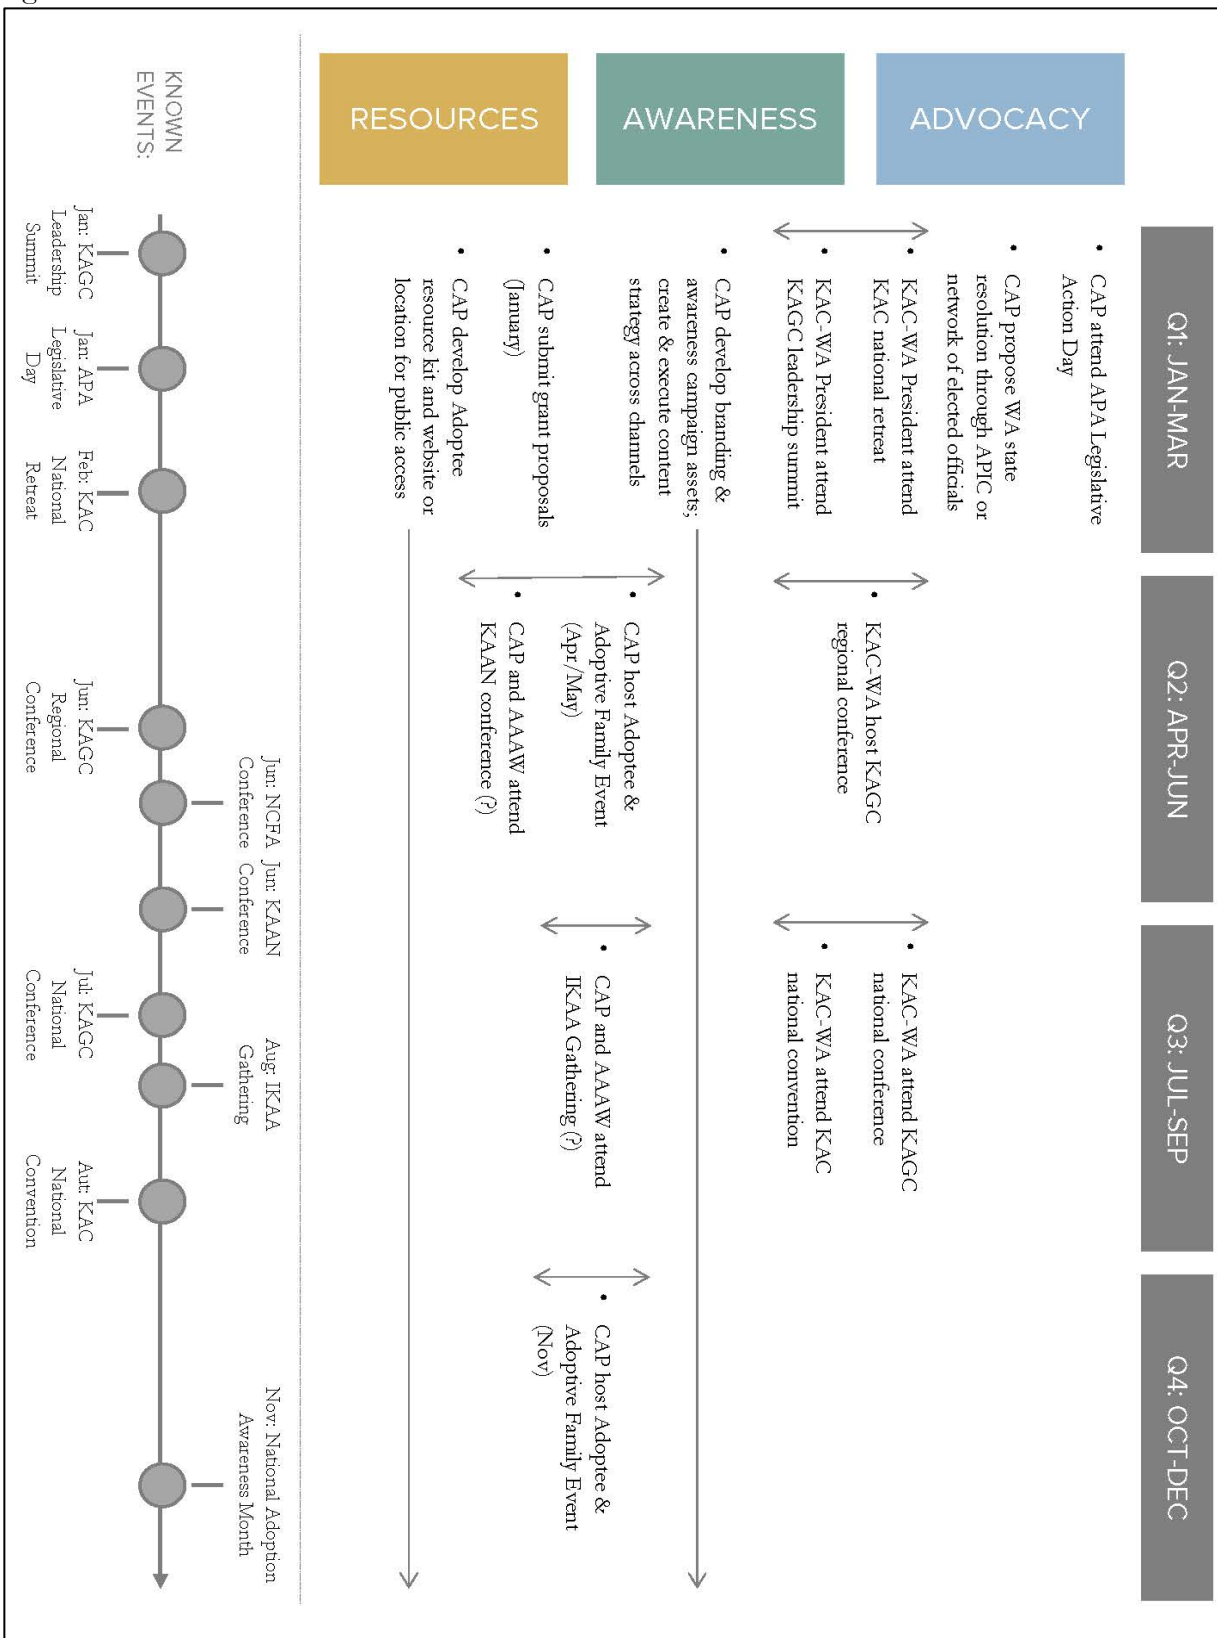 Q1: JAN-MAR
Q2: APR-JUN
Q3: JUL-SEP
Q4: OCT-DEC
ADVOCACY
• CAP attend APA Legislative
Action Day
• CAP propose WA state
resolution through APIC or
network of elected officials
• KAC-WA President attend
KAC national retreat
• KAC-WA President attend
KAGC leadership summit
• KAC-WA host KAGC
regional conference
• KAC-WA attend KAGC
national conference
• KAC-WA attend KAC
national convention
AWARENESS
• CAP develop branding &
awareness campaign assets;
create & execute content
strategy across channels
• CAP host Adoptee &
Adoptive Family Event
(Apr/May)
• CAP and AAAW attend
KAAN conference (?)
• CAP and AAAW attend
IKAA Gathering (?)
• CAP host Adoptee &
Adoptive Family Event
(Nov)
RESOURCES
• CAP submit grant proposals
(January)
• CAP develop Adoptee
resource kit and website or
location for public access
KNOWN
EVENTS:
Jan: KAGC
Leadership
Summit
Jan: APA
Legislative
Day
Feb: KAC
National
Retreat
Jun: KAGC
Regional
Conference
Jun: NCFA
Conference
Jun: KAAN
Conference
Jul: KAGC
National
Conference
Aug: IKAA
Gathering
Aut: KAC
National
Convention
Nov: National Adoption
Awareness Month